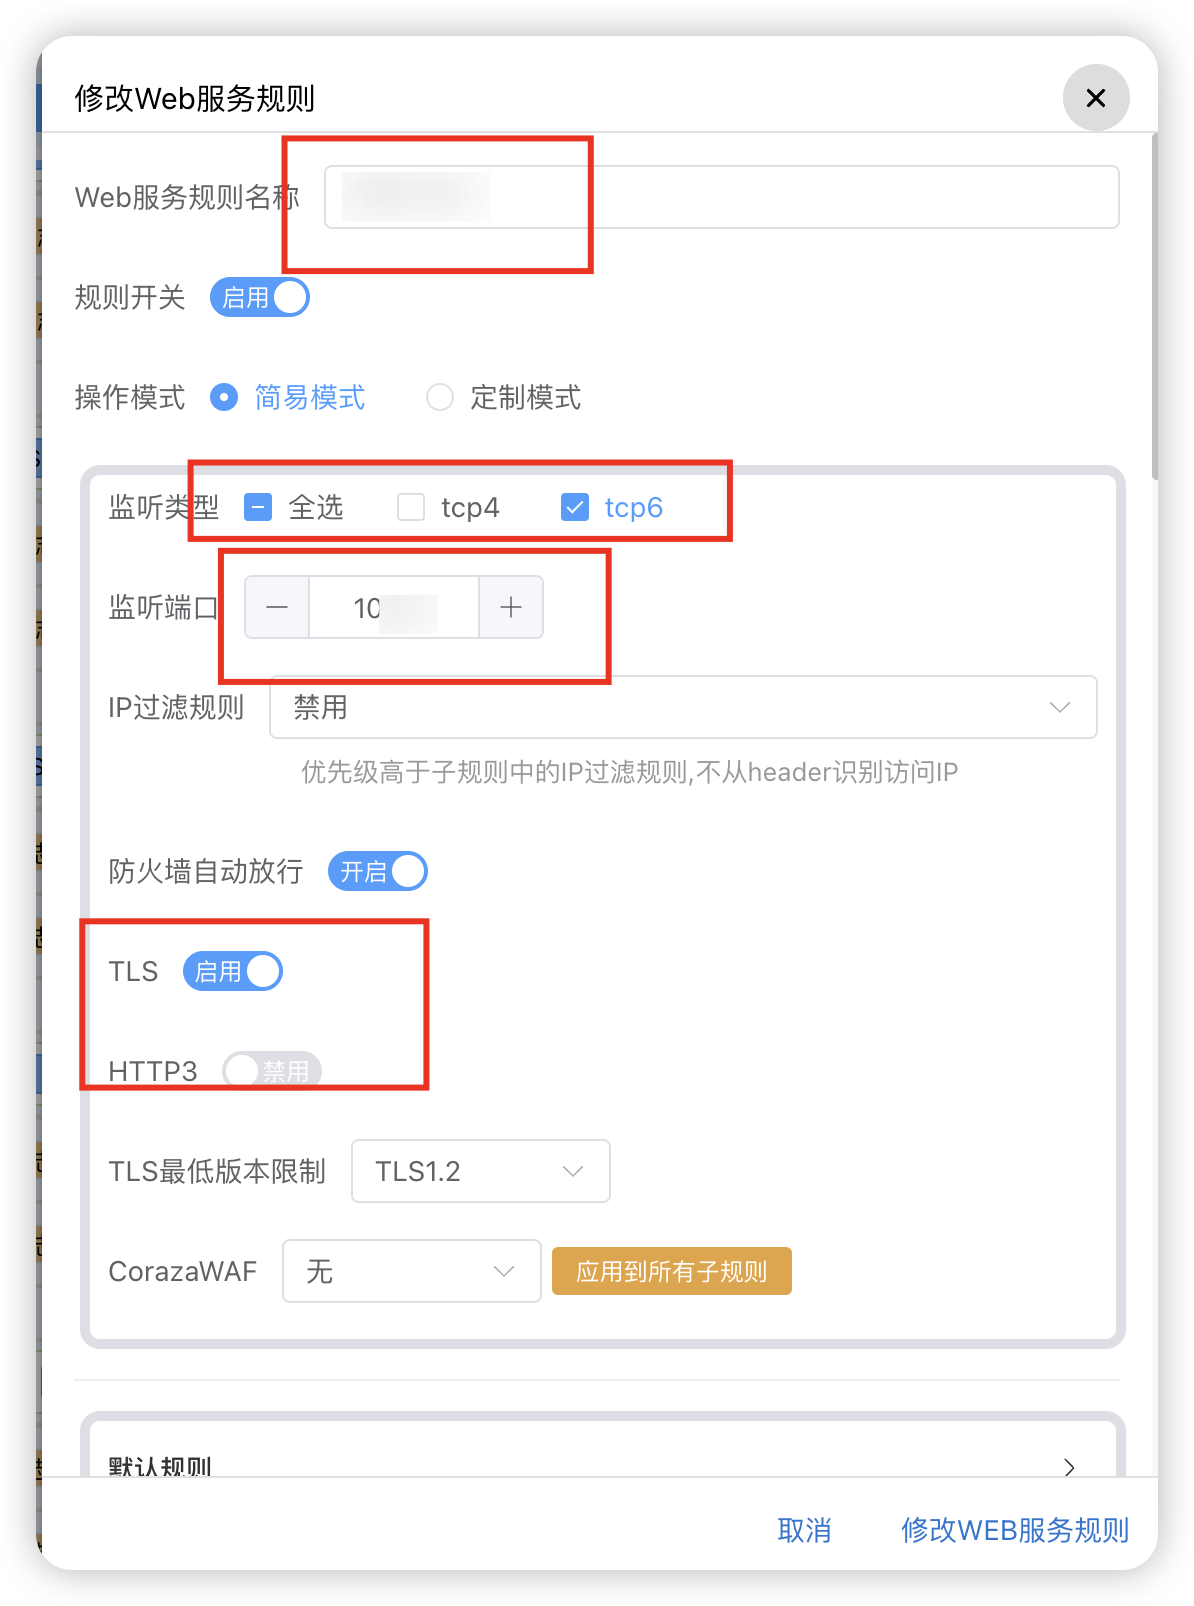 修改Web服务规则
Web服务规则名称
规则开关 启用
操作模式 简易模式 定制模式
监听类型 全选 tcp4 tcp6
监听端口 10
IP过滤规则 禁用
优先级高于子规则中的IP过滤规则,不从header识别访问IP
防火墙自动放行 开启
TLS 启用
HTTP3 禁用
TLS最低版本限制 TLS1.2
CorazaWAF 无 应用到所有子规则
默认规则
取消 修改WEB服务规则